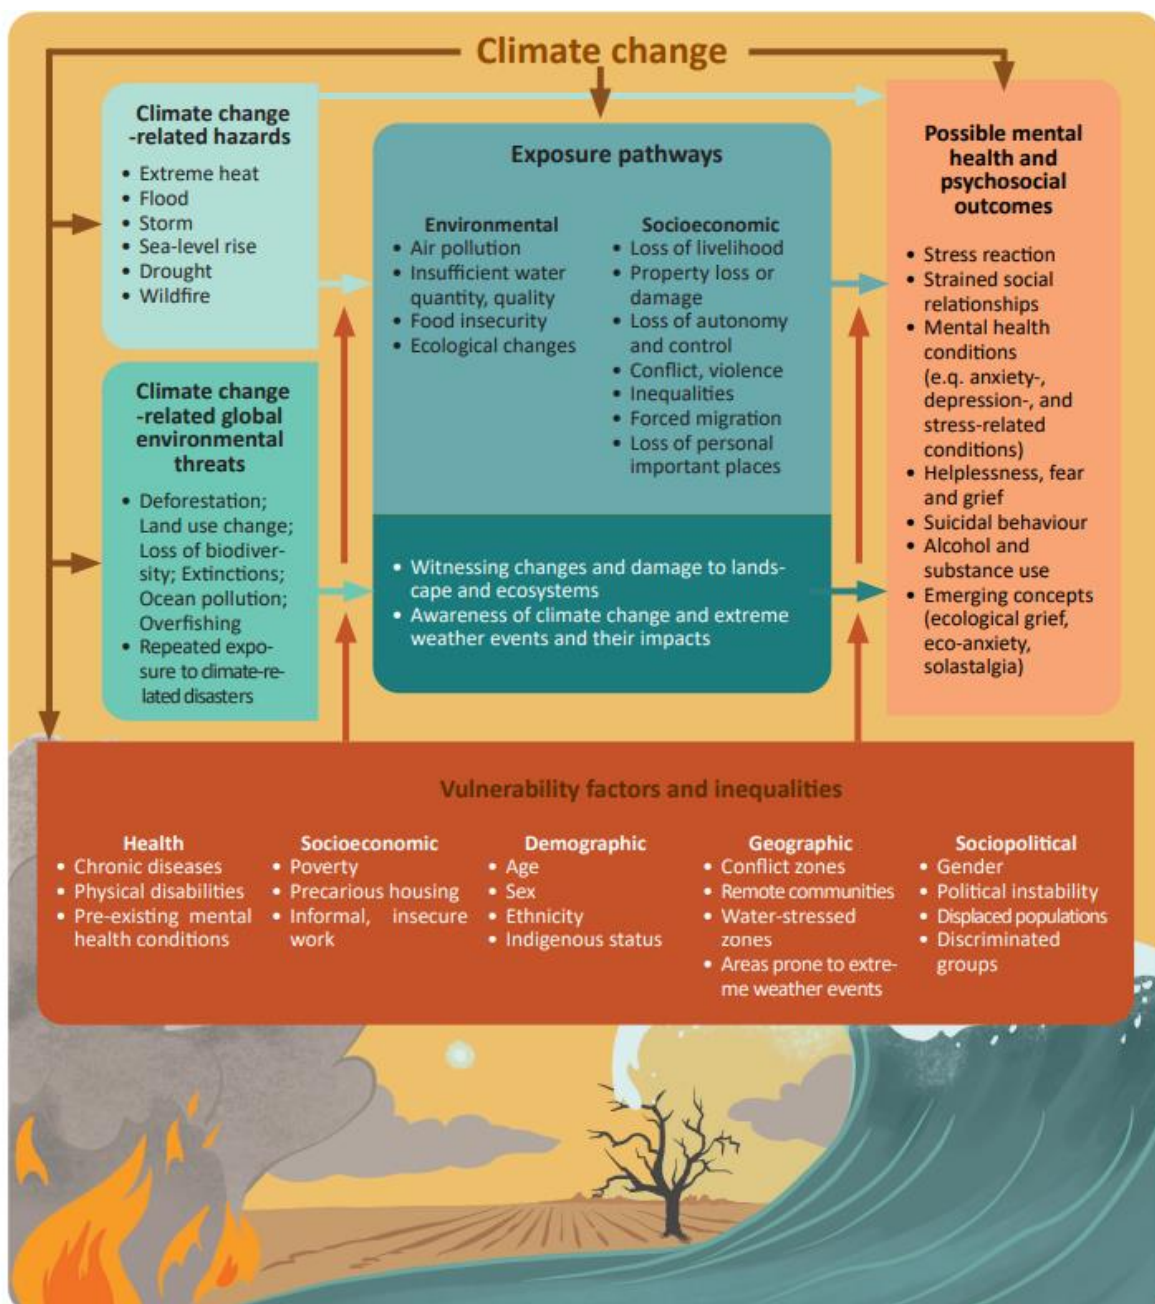 Climate change
Climate change
-related hazards
• Extreme heat
• Flood
• Storm
• Sea-level rise
• Drought
• Wildfire
Climate change
-related global
environmental
threats
• Deforestation;
Land use change;
Loss of biodiver-
sity; Extinctions;
Ocean pollution;
Overfishing
• Repeated expo-
sure to climate-re-
lated disasters
Exposure pathways
Environmental
• Air pollution
• Insufficient water
quantity, quality
• Food insecurity
• Ecological changes
Socioeconomic
• Loss of livelihood
• Property loss or
damage
• Loss of autonomy
and control
• Conflict, violence
• Inequalities
• Forced migration
• Loss of personal
important places
• Witnessing changes and damage to lands-
cape and ecosystems
• Awareness of climate change and extreme
weather events and their impacts
Possible mental
health and
psychosocial
outcomes
• Stress reaction
• Strained social
relationships
• Mental health
conditions
(e.q. anxiety-,
depression-, and
stress-related
conditions)
• Helplessness, fear
and grief
• Suicidal behaviour
• Alcohol and
substance use
• Emerging concepts
(ecological grief,
eco-anxiety,
solastalgia)
Vulnerability factors and inequalities
Health
• Chronic diseases
• Physical disabilities
• Pre-existing mental
health conditions
Socioeconomic
• Poverty
• Precarious housing
• Informal, insecure
work
Demographic
• Age
• Sex
• Ethnicity
• Indigenous status
Geographic
• Conflict zones
• Remote communities
• Water-stressed
zones
• Areas prone to extre-
me weather events
Sociopolitical
• Gender
• Political instability
• Displaced populations
• Discriminated
groups